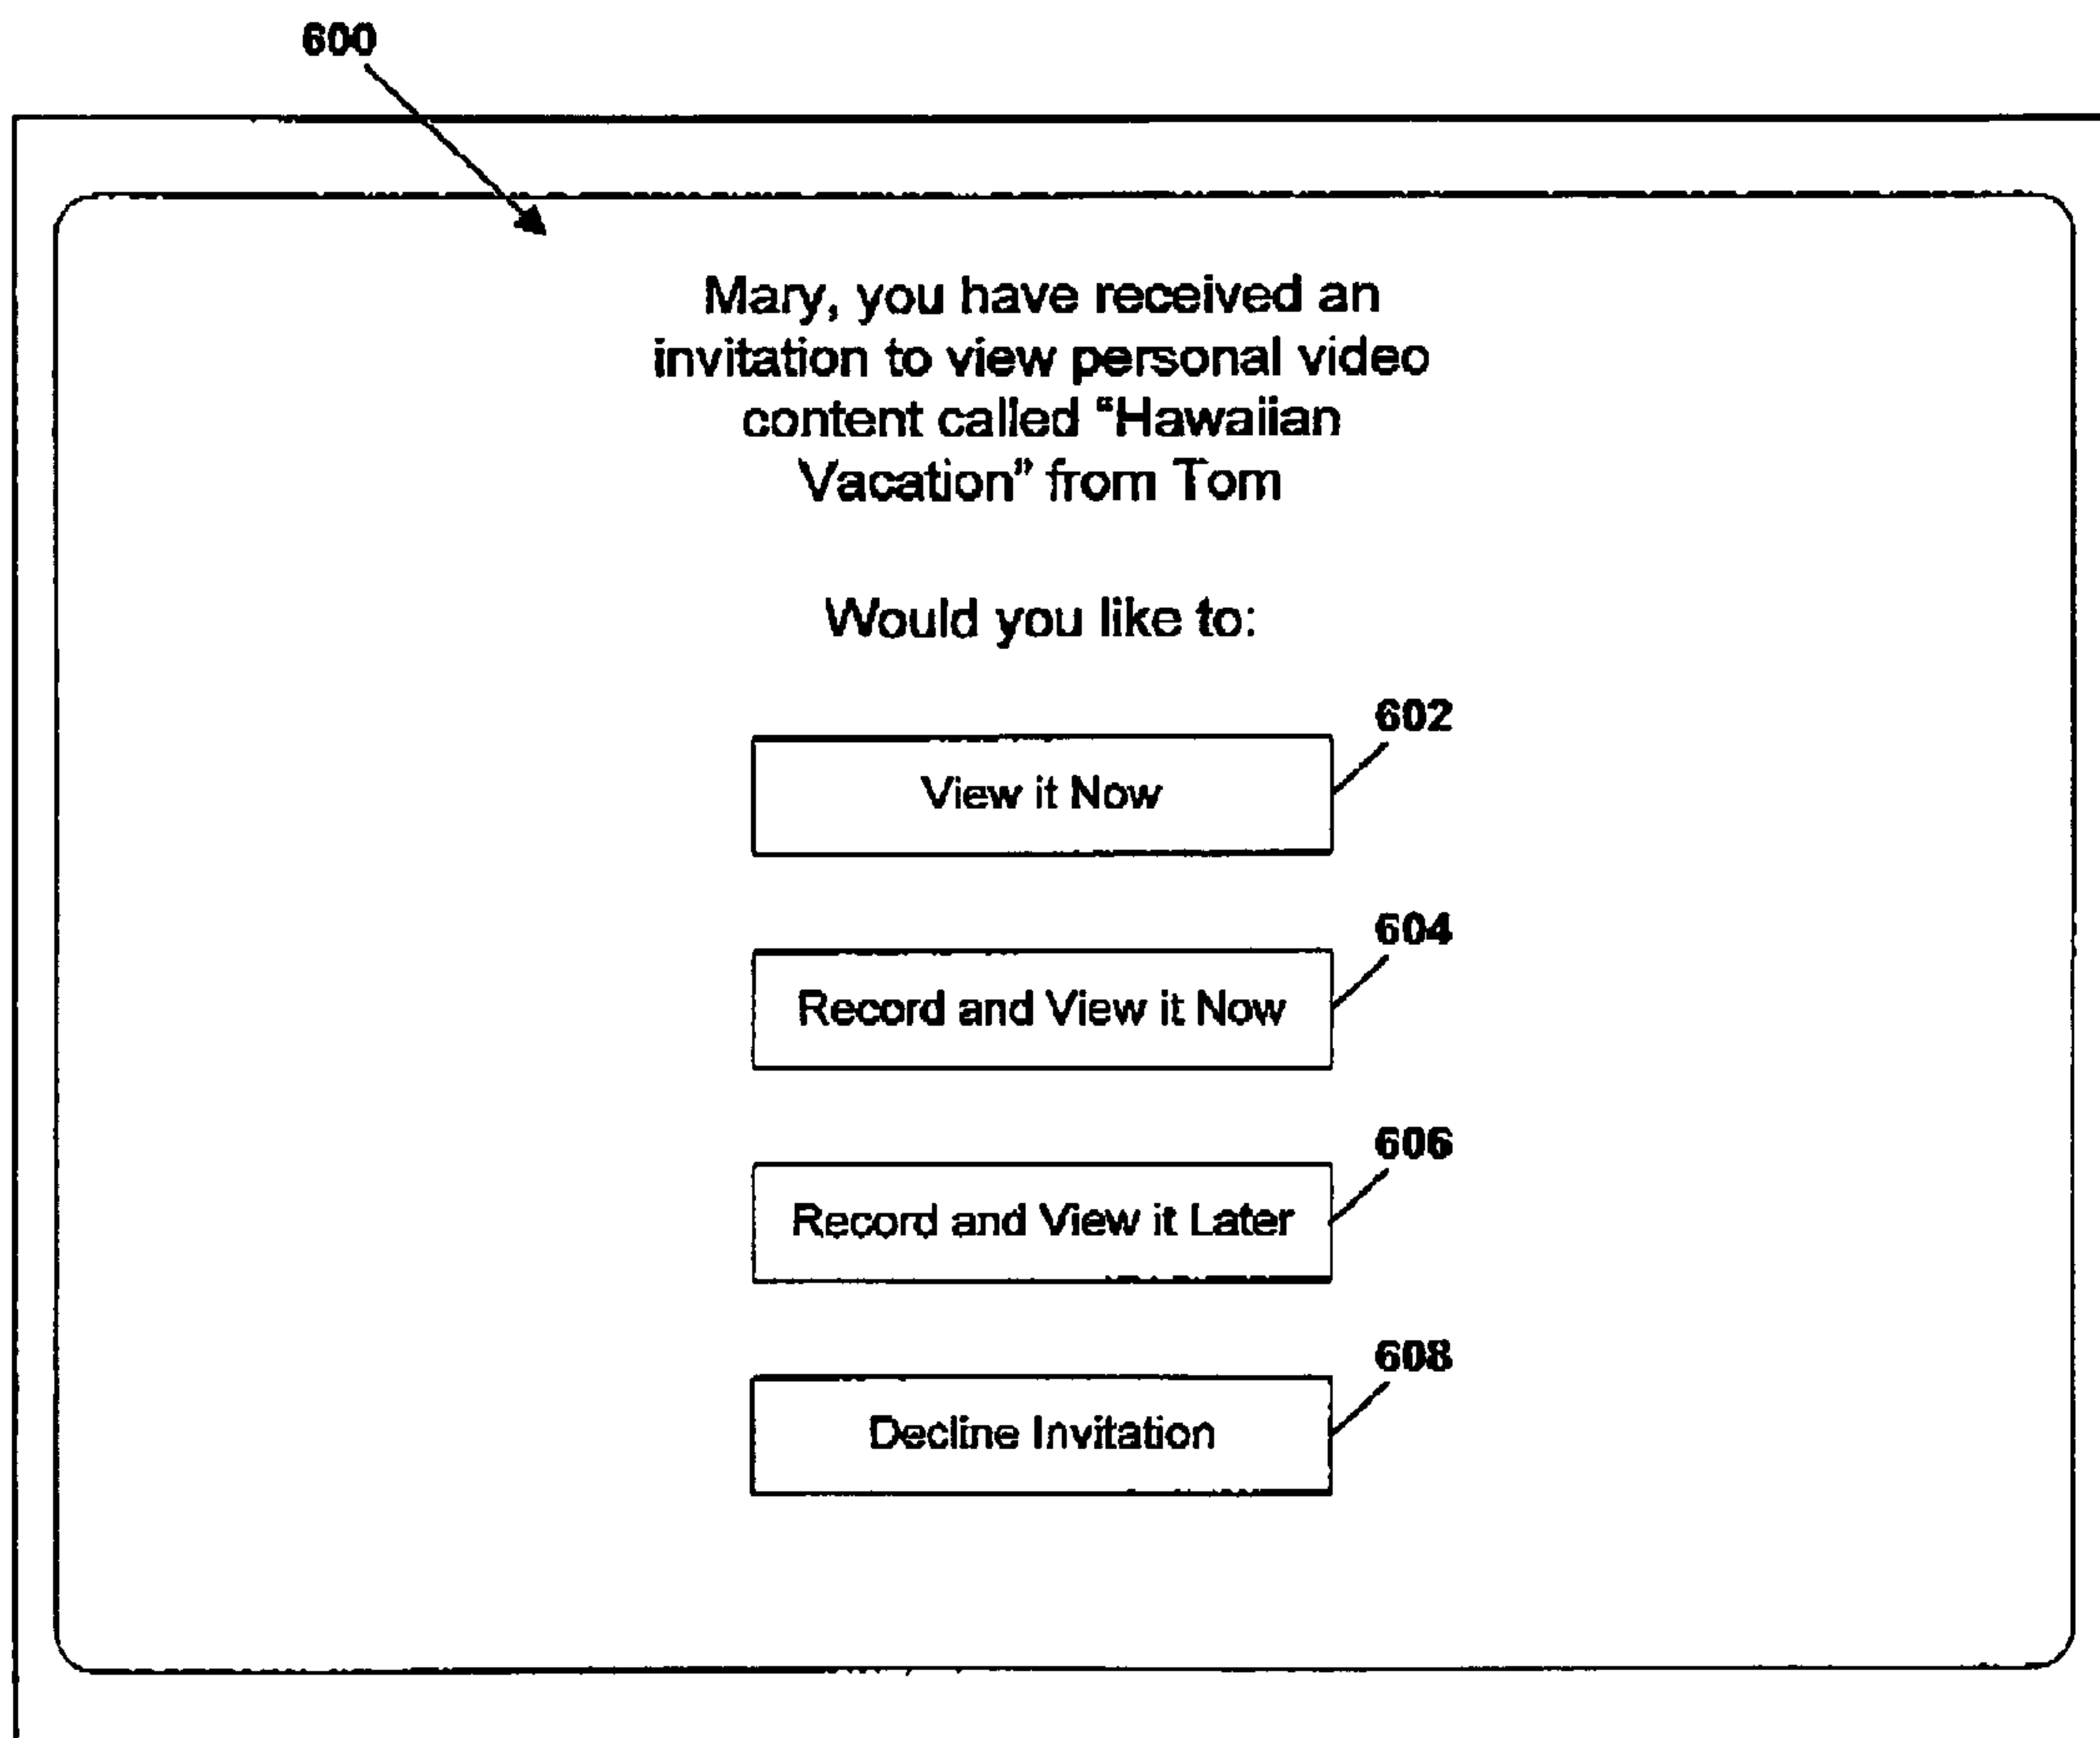 600
Mary, you have received an
invitation to view personal video
content called “Hawaiian
Vacation” from Tom
Would you like to:
602
View it Now
604
Record and View it Now
606
Record and View it Later
608
Decline Invitation